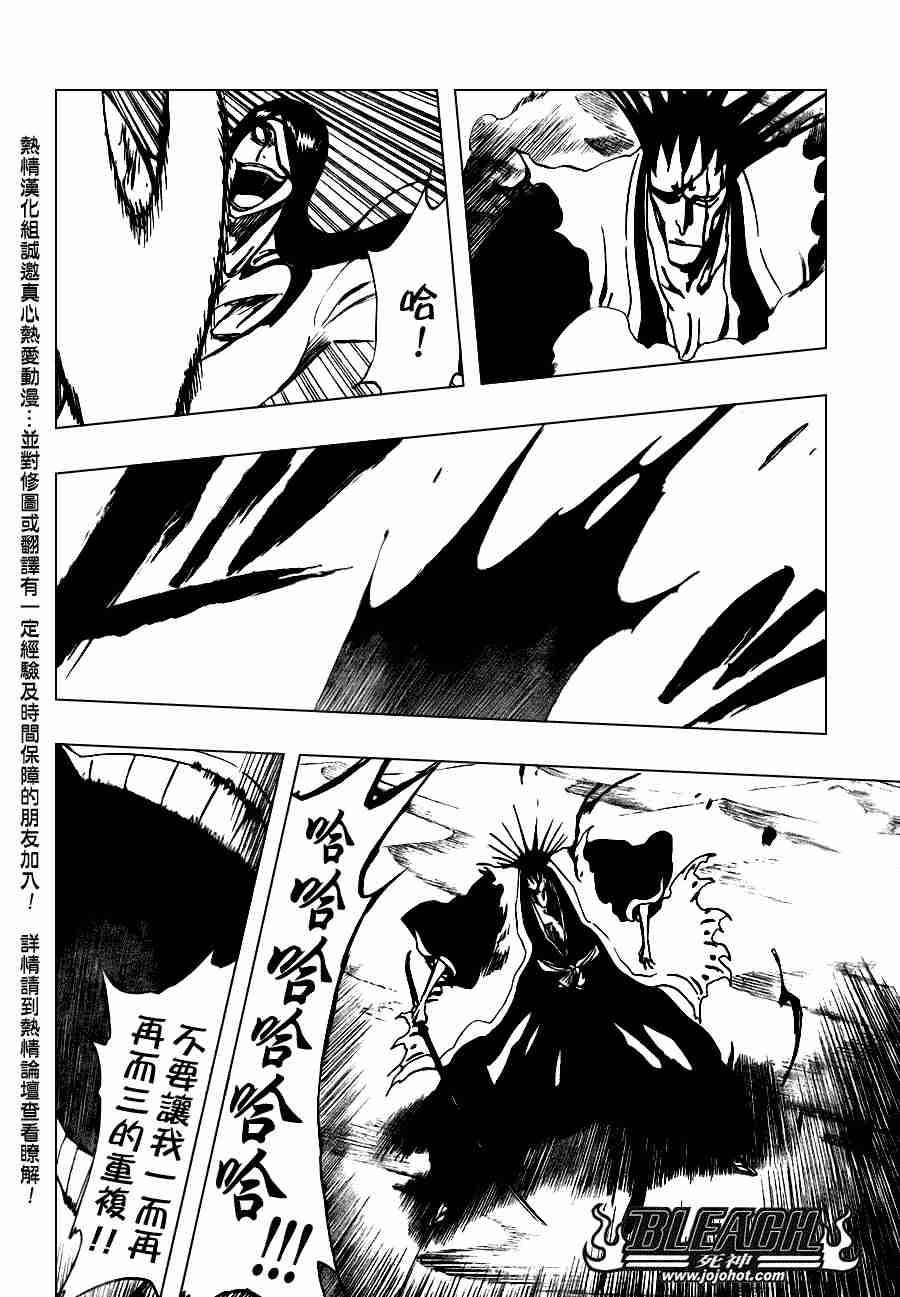 哈！
哈哈哈哈哈哈!!!
不要讓我一而再
再而三的重複!!
熱情漢化組誠邀真心熱愛動漫…並對修圖或翻譯有一定經驗及時間保障的朋友加入！ 詳情請到熱情論壇查看瞭解！
BLEACH
死神
www.jojohot.com